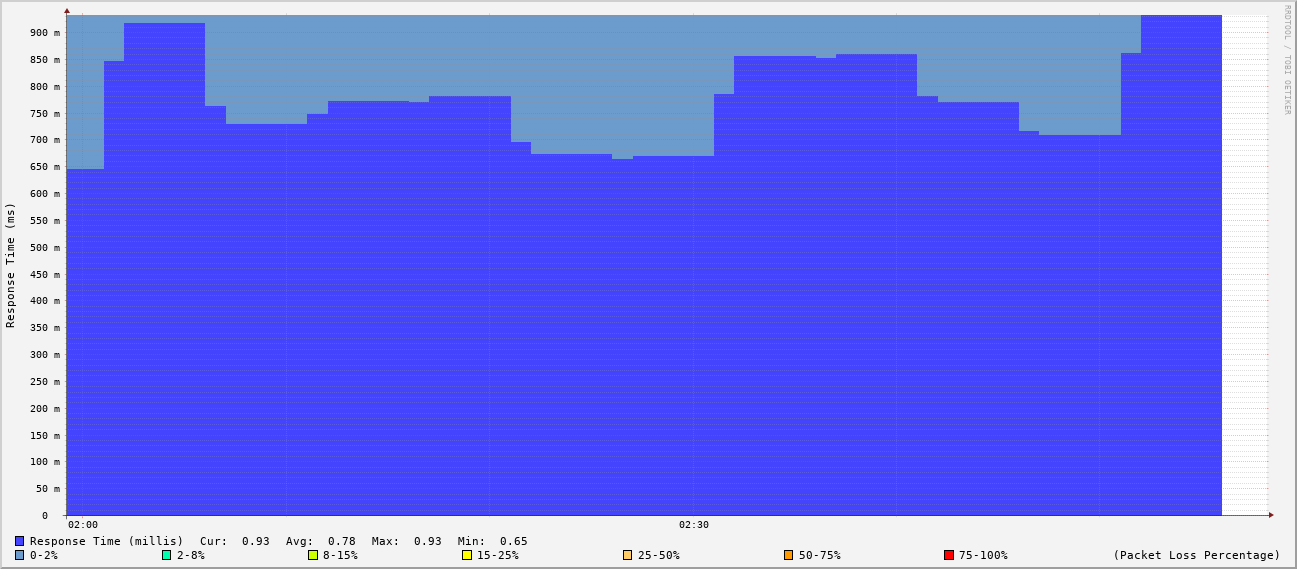 RRDTOOL / TOBI OETIKER
Response Time (ms)
900 m
850 m
800 m
750 m
700 m
650 m
600 m
550 m
500 m
450 m
400 m
350 m
300 m
250 m
200 m
150 m
100 m
50 m
0
02:00 02:30
Response Time (millis) Cur: 0.93 Avg: 0.78 Max: 0.93 Min: 0.65
0-2% 2-8% 8-15% 15-25% 25-50% 50-75% 75-100% (Packet Loss Percentage)